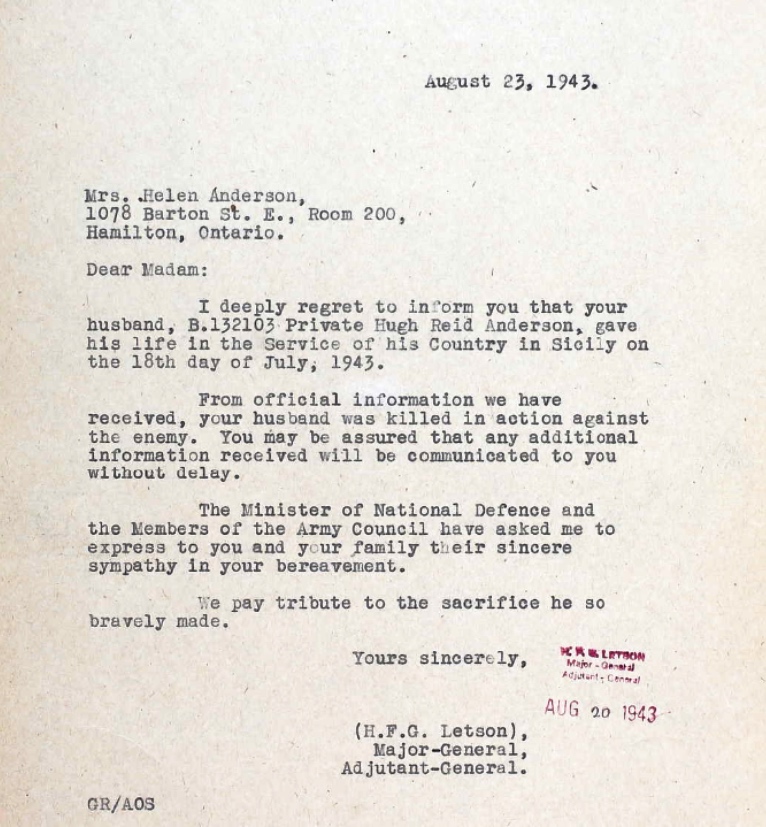 August 23, 1943.
Mrs. Helen Anderson,
1078 Barton St. E., Room 200,
Hamilton, Ontario.
Dear Madam:
I deeply regret to inform you that your
husband, B.132103 Private Hugh Reid Anderson, gave
his life in the Service of his Country in Sicily on
the 18th day of July, 1943.
From official information we have
received, your husband was killed in action against
the enemy. You may be assured that any additional
information received will be communicated to you
without delay.
The Minister of National Defence and
the Members of the Army Council have asked me to
express to you and your family their sincere
sympathy in your bereavement.
We pay tribute to the sacrifice he so
bravely made.
Yours sincerely,
LETSON
Major-General
Adjutant-General
AUG 20 1943
(H.F.G. Letson),
Major-General,
Adjutant-General.
GR/AOS